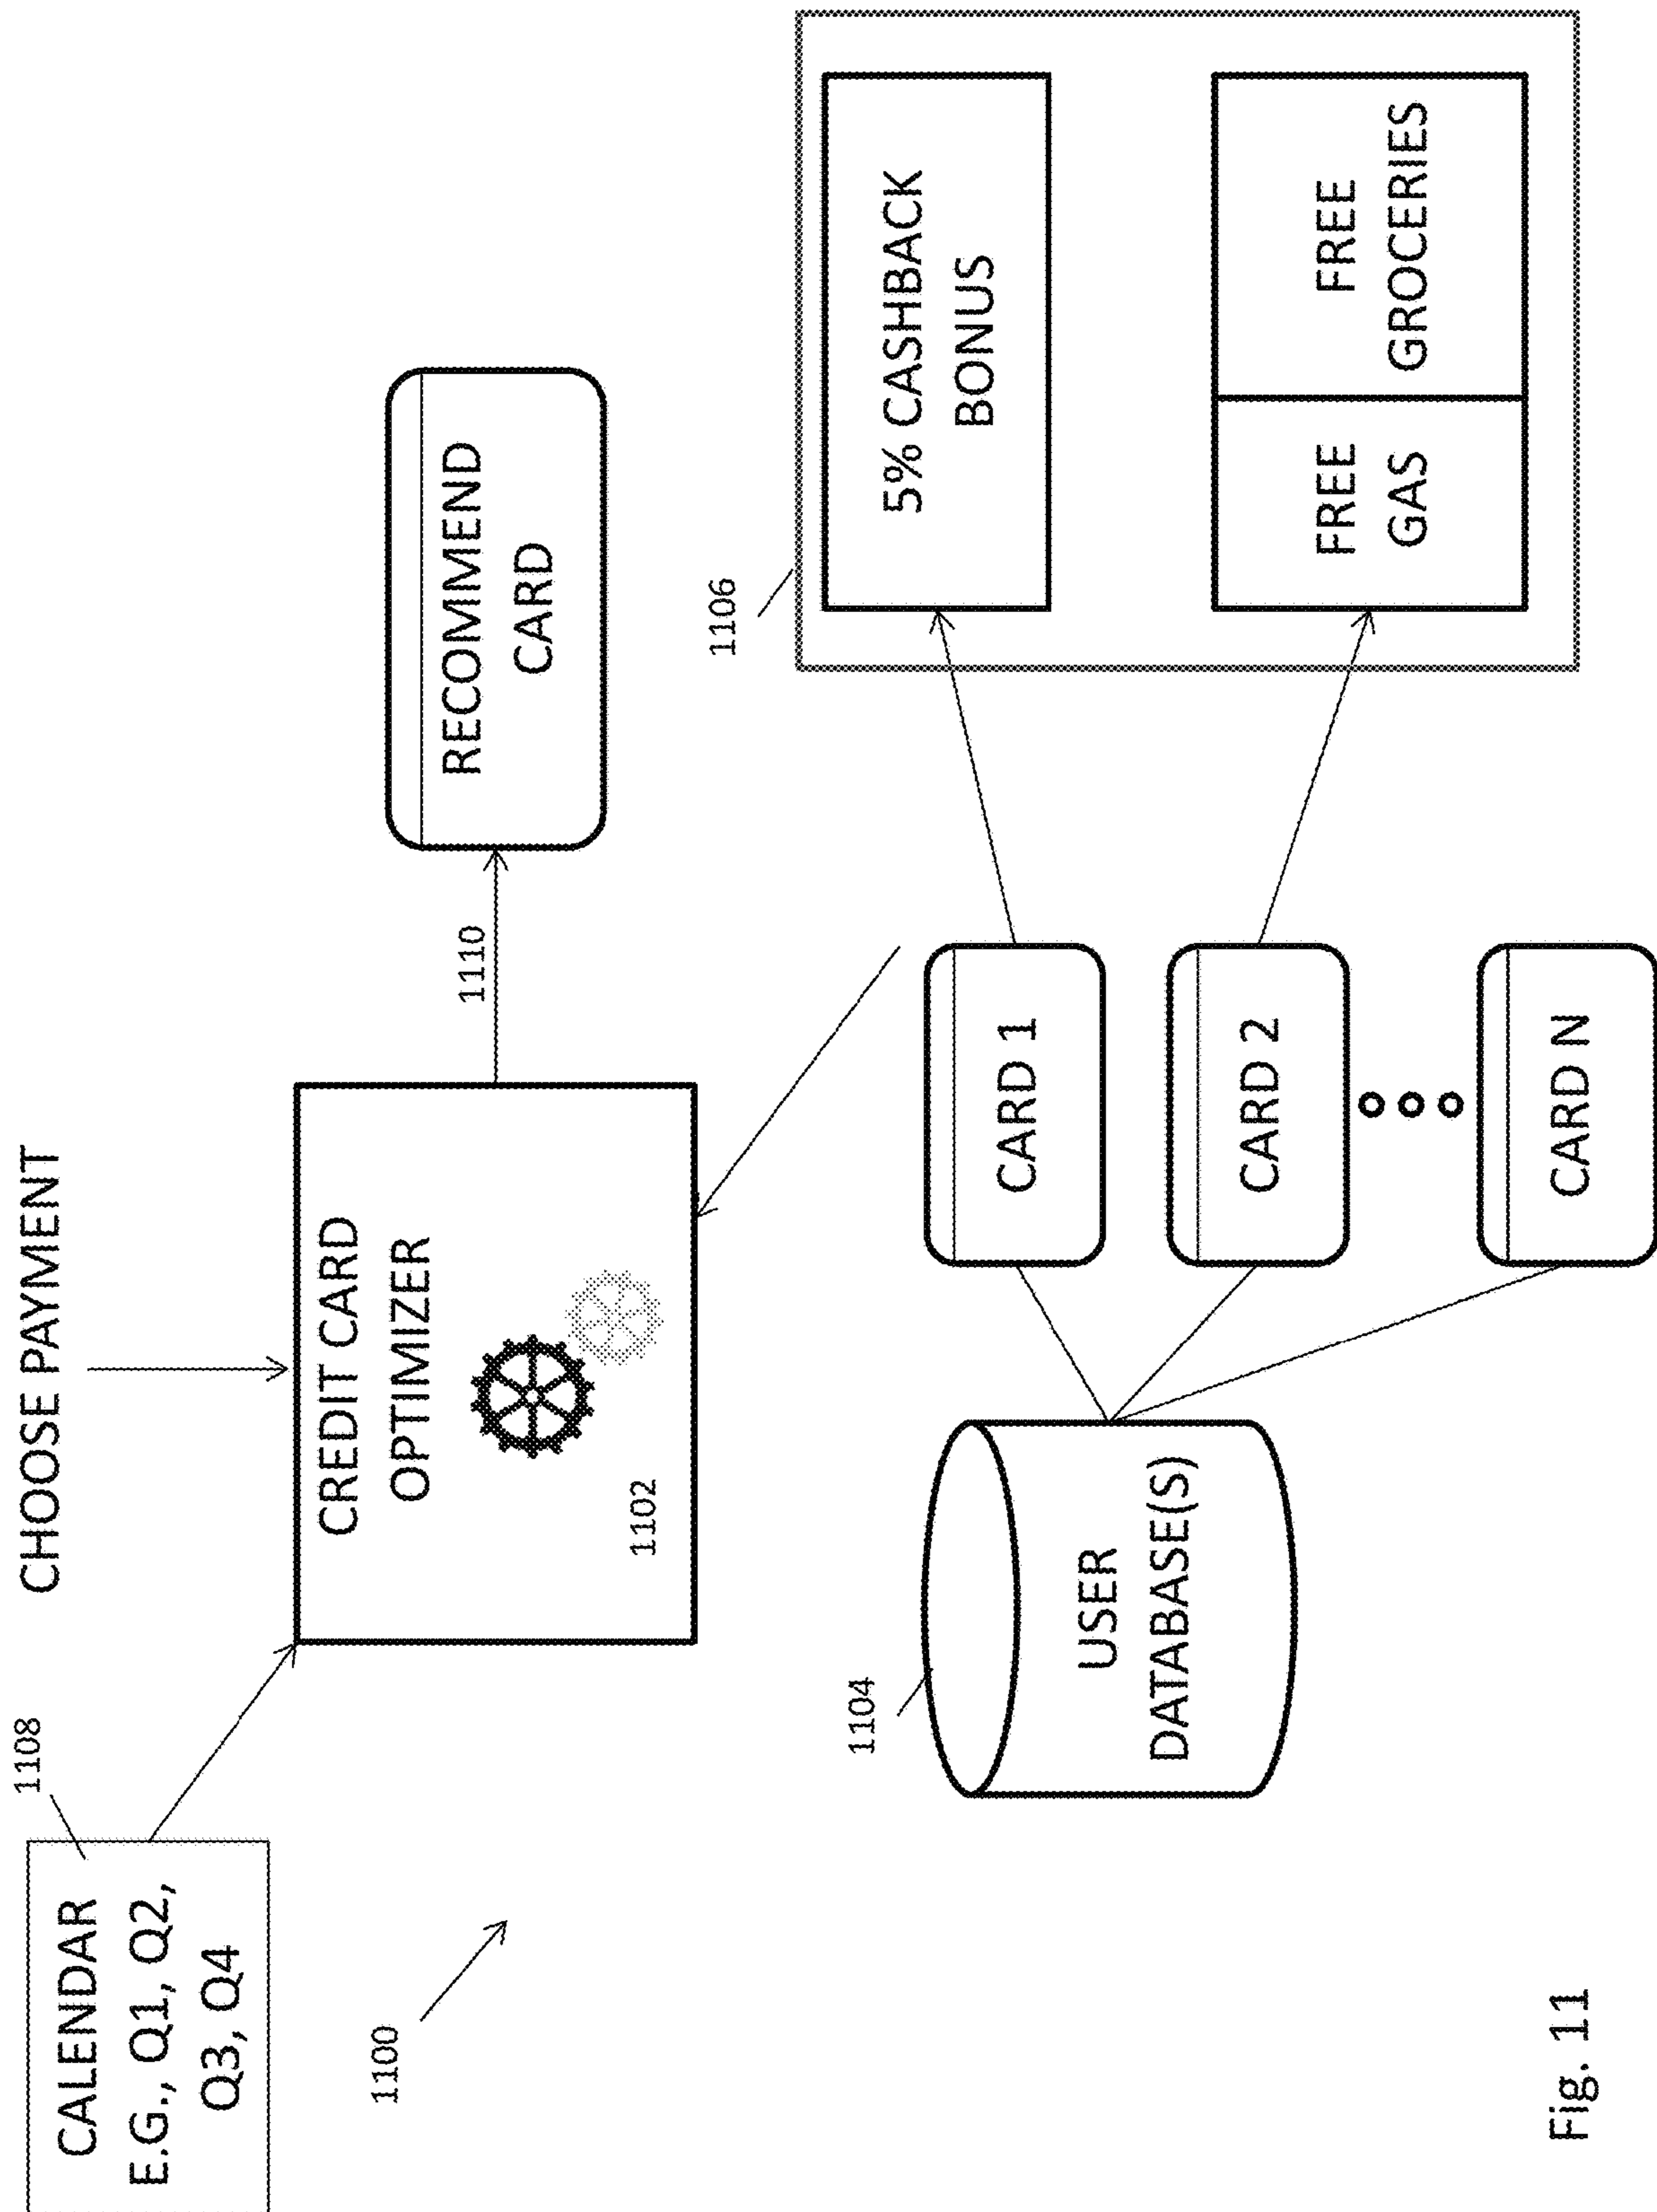 CHOOSE PAYMENT
1108
CALENDAR
E.G., Q1, Q2,
Q3, Q4
CREDIT CARD
OPTIMIZER
1102
1110
RECOMMEND
CARD
1100
1104
USER
DATABASE(S)
CARD 1
CARD 2
CARD N
1106
5% CASHBACK
BONUS
FREE
GAS
FREE
GROCERIES
Fig. 11